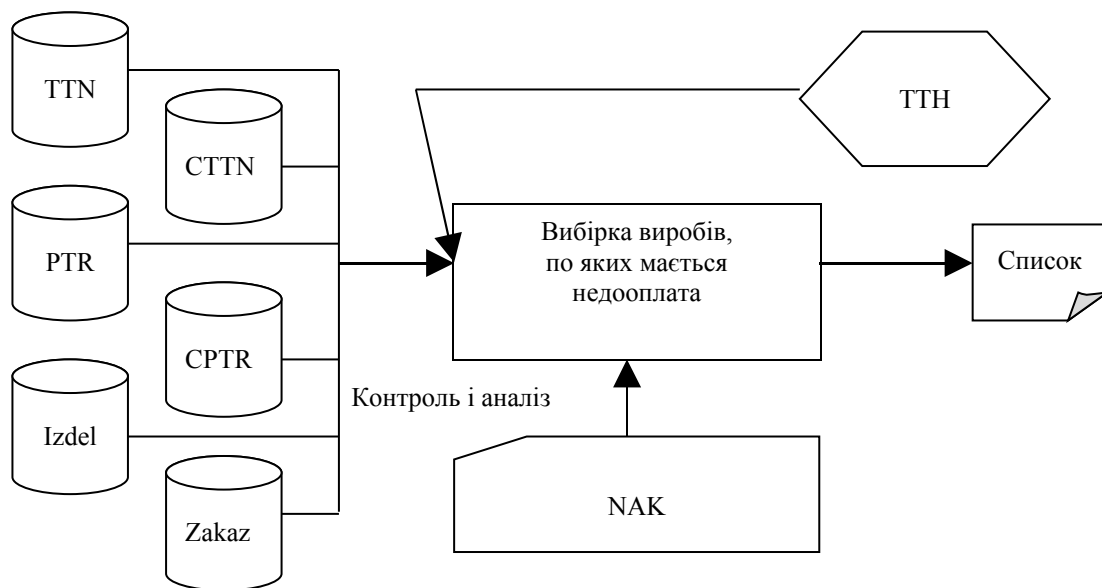 TTN
ТТН
CTTN
Вибірка виробів,
по яких мається
недооплата
PTR
Список
CPTR
Контроль і аналіз
Izdel
NAK
Zakaz